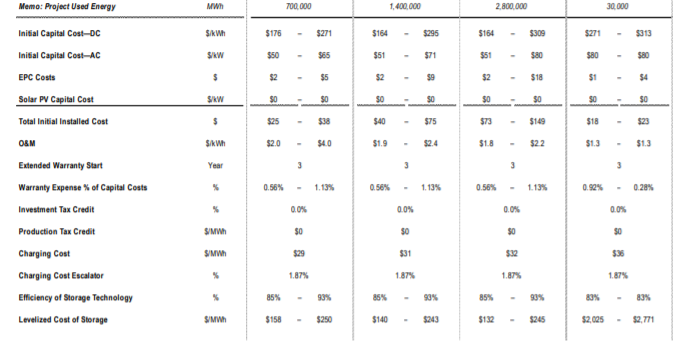 Memo: Project Used Energy MWh 700,000 1,400,000 2,800,000 30,000
Initial Capital Cost—DC $/kWh $176 – $271 $164 – $295 $164 – $309 $271 – $313
Initial Capital Cost—AC $/kW $50 – $65 $51 – $71 $51 – $80 $80 – $80
EPC Costs $ $2 – $5 $2 – $9 $2 – $18 $1 – $4
Solar PV Capital Cost $/kW $0 – $0 $0 – $0 $0 – $0 $0 – $0
Total Initial Installed Cost $ $25 – $38 $40 – $75 $73 – $149 $18 – $23
O&M $/kWh $2.0 – $4.0 $1.9 – $2.4 $1.8 – $2.2 $1.3 – $1.3
Extended Warranty Start Year 3 3 3 3
Warranty Expense % of Capital Costs % 0.56% – 1.13% 0.56% – 1.13% 0.56% – 1.13% 0.92% – 0.28%
Investment Tax Credit % 0.0% 0.0% 0.0% 0.0%
Production Tax Credit $/MWh $0 $0 $0 $0
Charging Cost $/MWh $29 $31 $32 $36
Charging Cost Escalator % 1.87% 1.87% 1.87% 1.87%
Efficiency of Storage Technology % 85% – 93% 85% – 93% 85% – 93% 83% – 83%
Levelized Cost of Storage $/MWh $158 – $250 $140 – $243 $132 – $245 $2,025 – $2,771